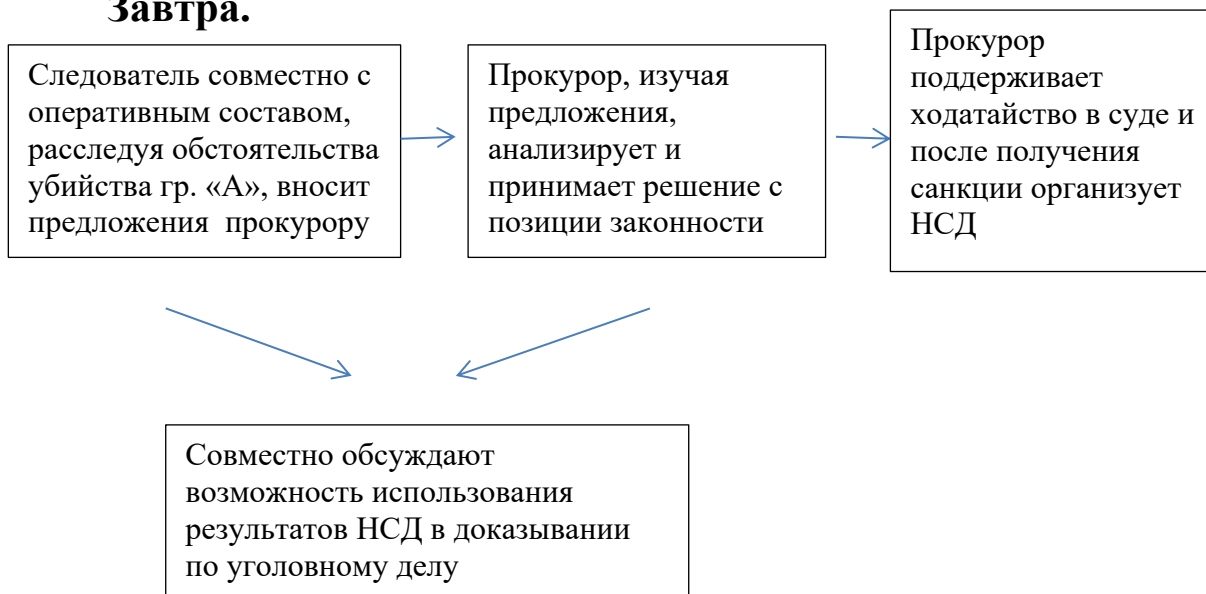 Завтра.
Следователь совместно с
оперативным составом,
расследуя обстоятельства
убийства гр. «А», вносит
предложения прокурору
Прокурор, изучая
предложения,
анализирует и
принимает решение с
позиции законности
Прокурор
поддерживает
ходатайство в суде и
после получения
санкции организует
НСД
Совместно обсуждают
возможность использования
результатов НСД в доказывании
по уголовному делу